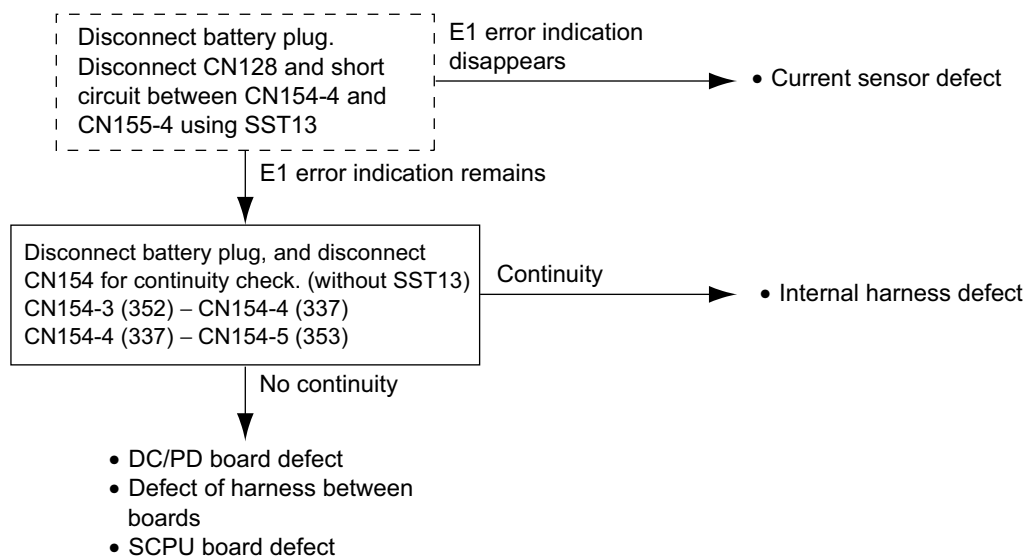 Disconnect battery plug.
Disconnect CN128 and short
circuit between CN154-4 and
CN155-4 using SST13
E1 error indication
disappears
• Current sensor defect
E1 error indication remains
Disconnect battery plug, and disconnect
CN154 for continuity check. (without SST13)
CN154-3 (352) – CN154-4 (337)
CN154-4 (337) – CN154-5 (353)
Continuity
• Internal harness defect
No continuity
• DC/PD board defect
• Defect of harness between
boards
• SCPU board defect